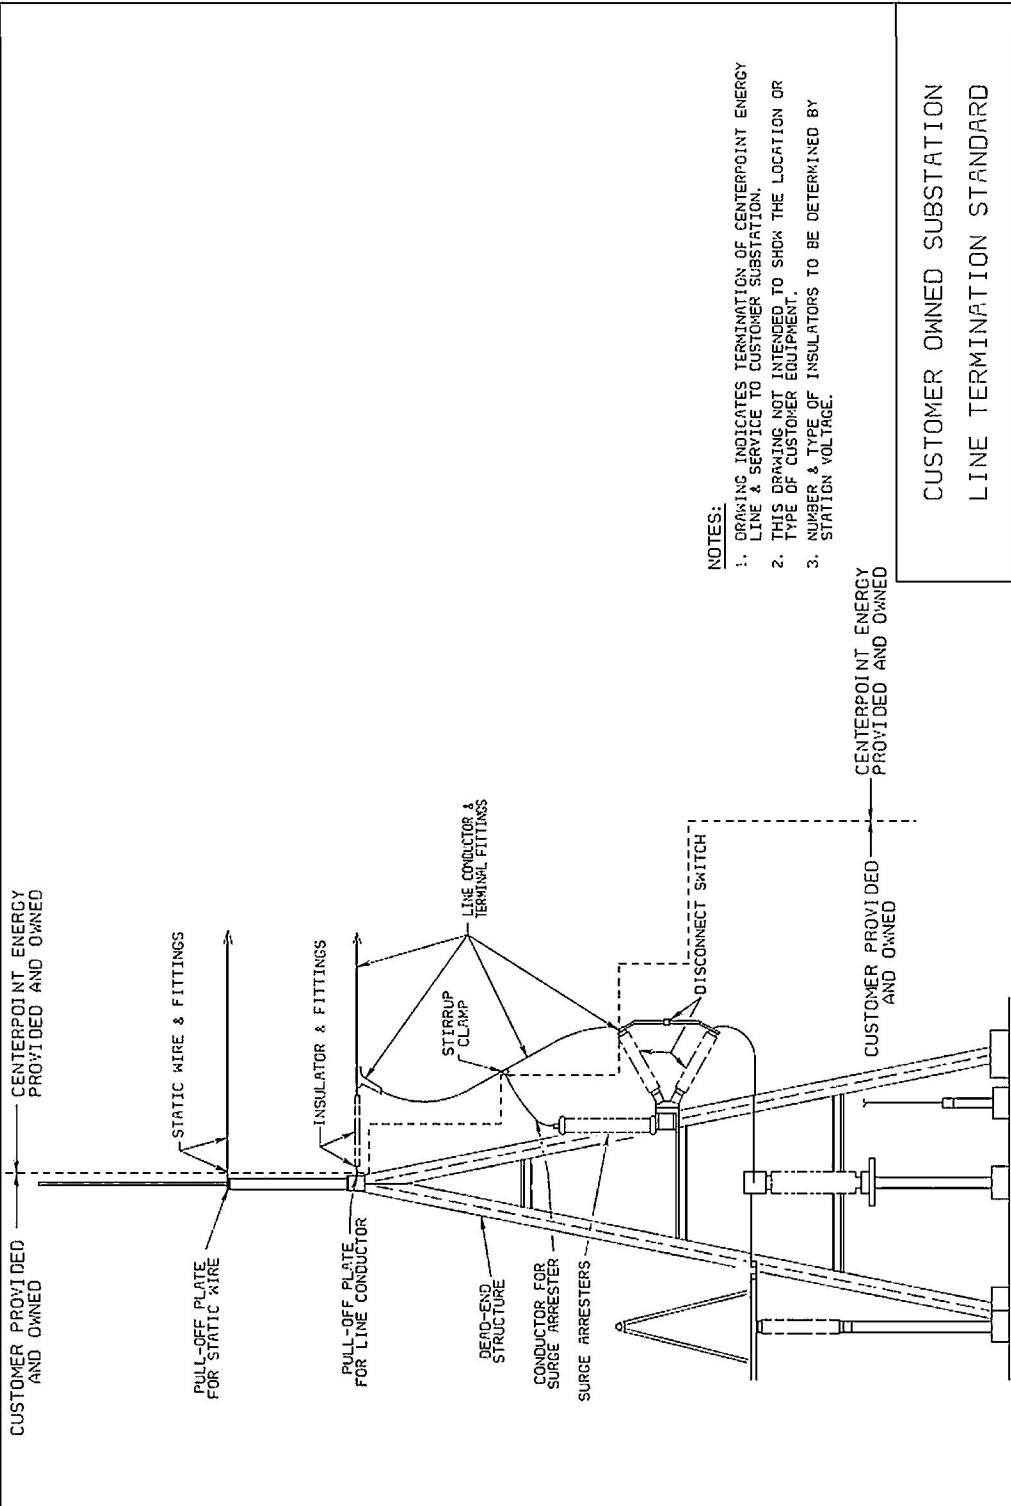 CUSTOMER PROVIDED
AND OWNED
CENTERPOINT ENERGY
PROVIDED AND OWNED
PULL-OFF PLATE
FOR STATIC WIRE
STATIC WIRE & FITTINGS
PULL-OFF PLATE
FOR LINE CONDUCTOR
INSULATOR & FITTINGS
DEAD-END
STRUCTURE
STIRRUP
CLAMP
LINE CONDUCTOR &
TERMINAL FITTINGS
CONDUCTOR FOR
SURGE ARRESTER
SURGE ARRESTERS
DISCONNECT SWITCH
CUSTOMER PROVIDED
AND OWNED
CENTERPOINT ENERGY
PROVIDED AND OWNED
NOTES:
1. DRAWING INDICATES TERMINATION OF CENTERPOINT ENERGY
LINE & SERVICE TO CUSTOMER SUBSTATION.
2. THIS DRAWING NOT INTENDED TO SHOW THE LOCATION OR
TYPE OF CUSTOMER EQUIPMENT.
3. NUMBER & TYPE OF INSULATORS TO BE DETERMINED BY
STATION VOLTAGE.
CUSTOMER OWNED SUBSTATION
LINE TERMINATION STANDARD